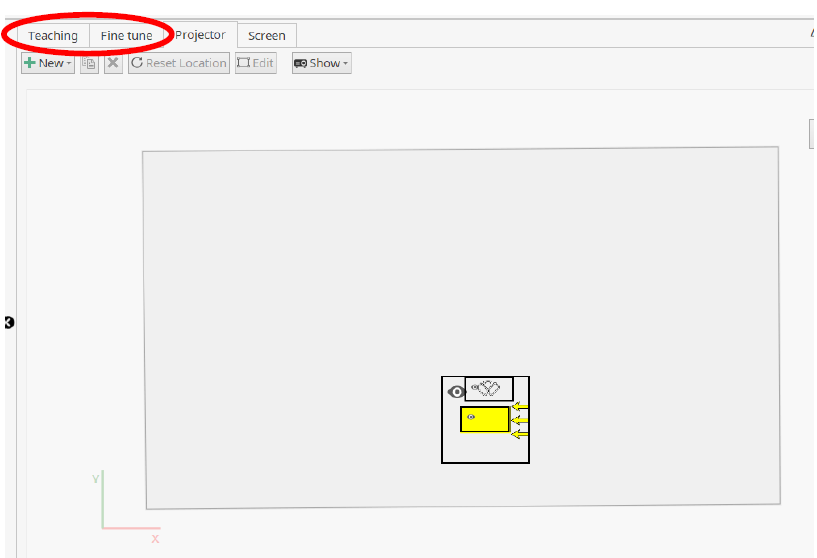 Teaching Fine tune Projector Screen
New Reset Location Edit Show
Y
X